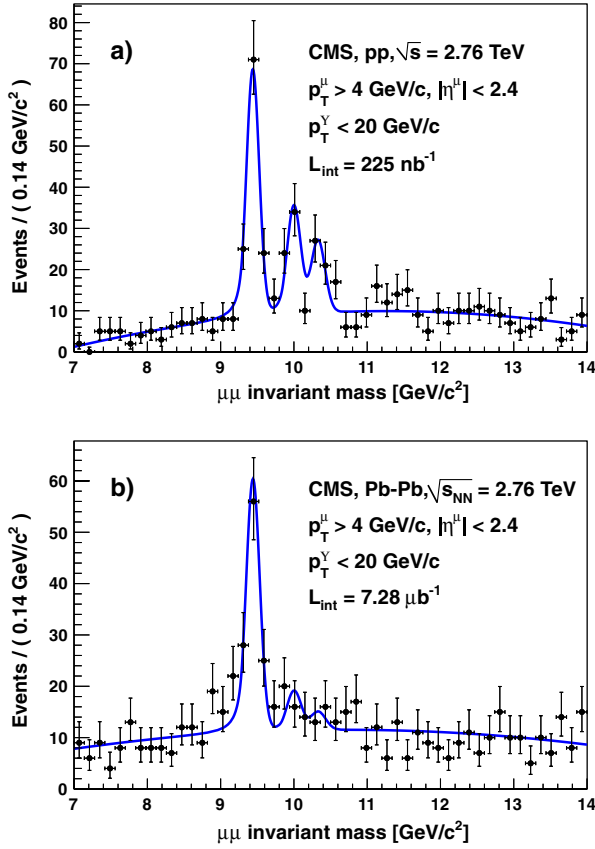 80
70
60
50
40
30
20
10
0
Events / ( 0.14 GeV/c²)
a)
CMS, pp, √s = 2.76 TeV
p_T^μ > 4 GeV/c, |η^μ| < 2.4
p_T^Υ < 20 GeV/c
L_int = 225 nb⁻¹
7 8 9 10 11 12 13 14
μμ invariant mass [GeV/c²]
60
50
40
30
20
10
0
Events / ( 0.14 GeV/c²)
b)
CMS, Pb-Pb, √s_NN = 2.76 TeV
p_T^μ > 4 GeV/c, |η^μ| < 2.4
p_T^Υ < 20 GeV/c
L_int = 7.28 μb⁻¹
7 8 9 10 11 12 13 14
μμ invariant mass [GeV/c²]